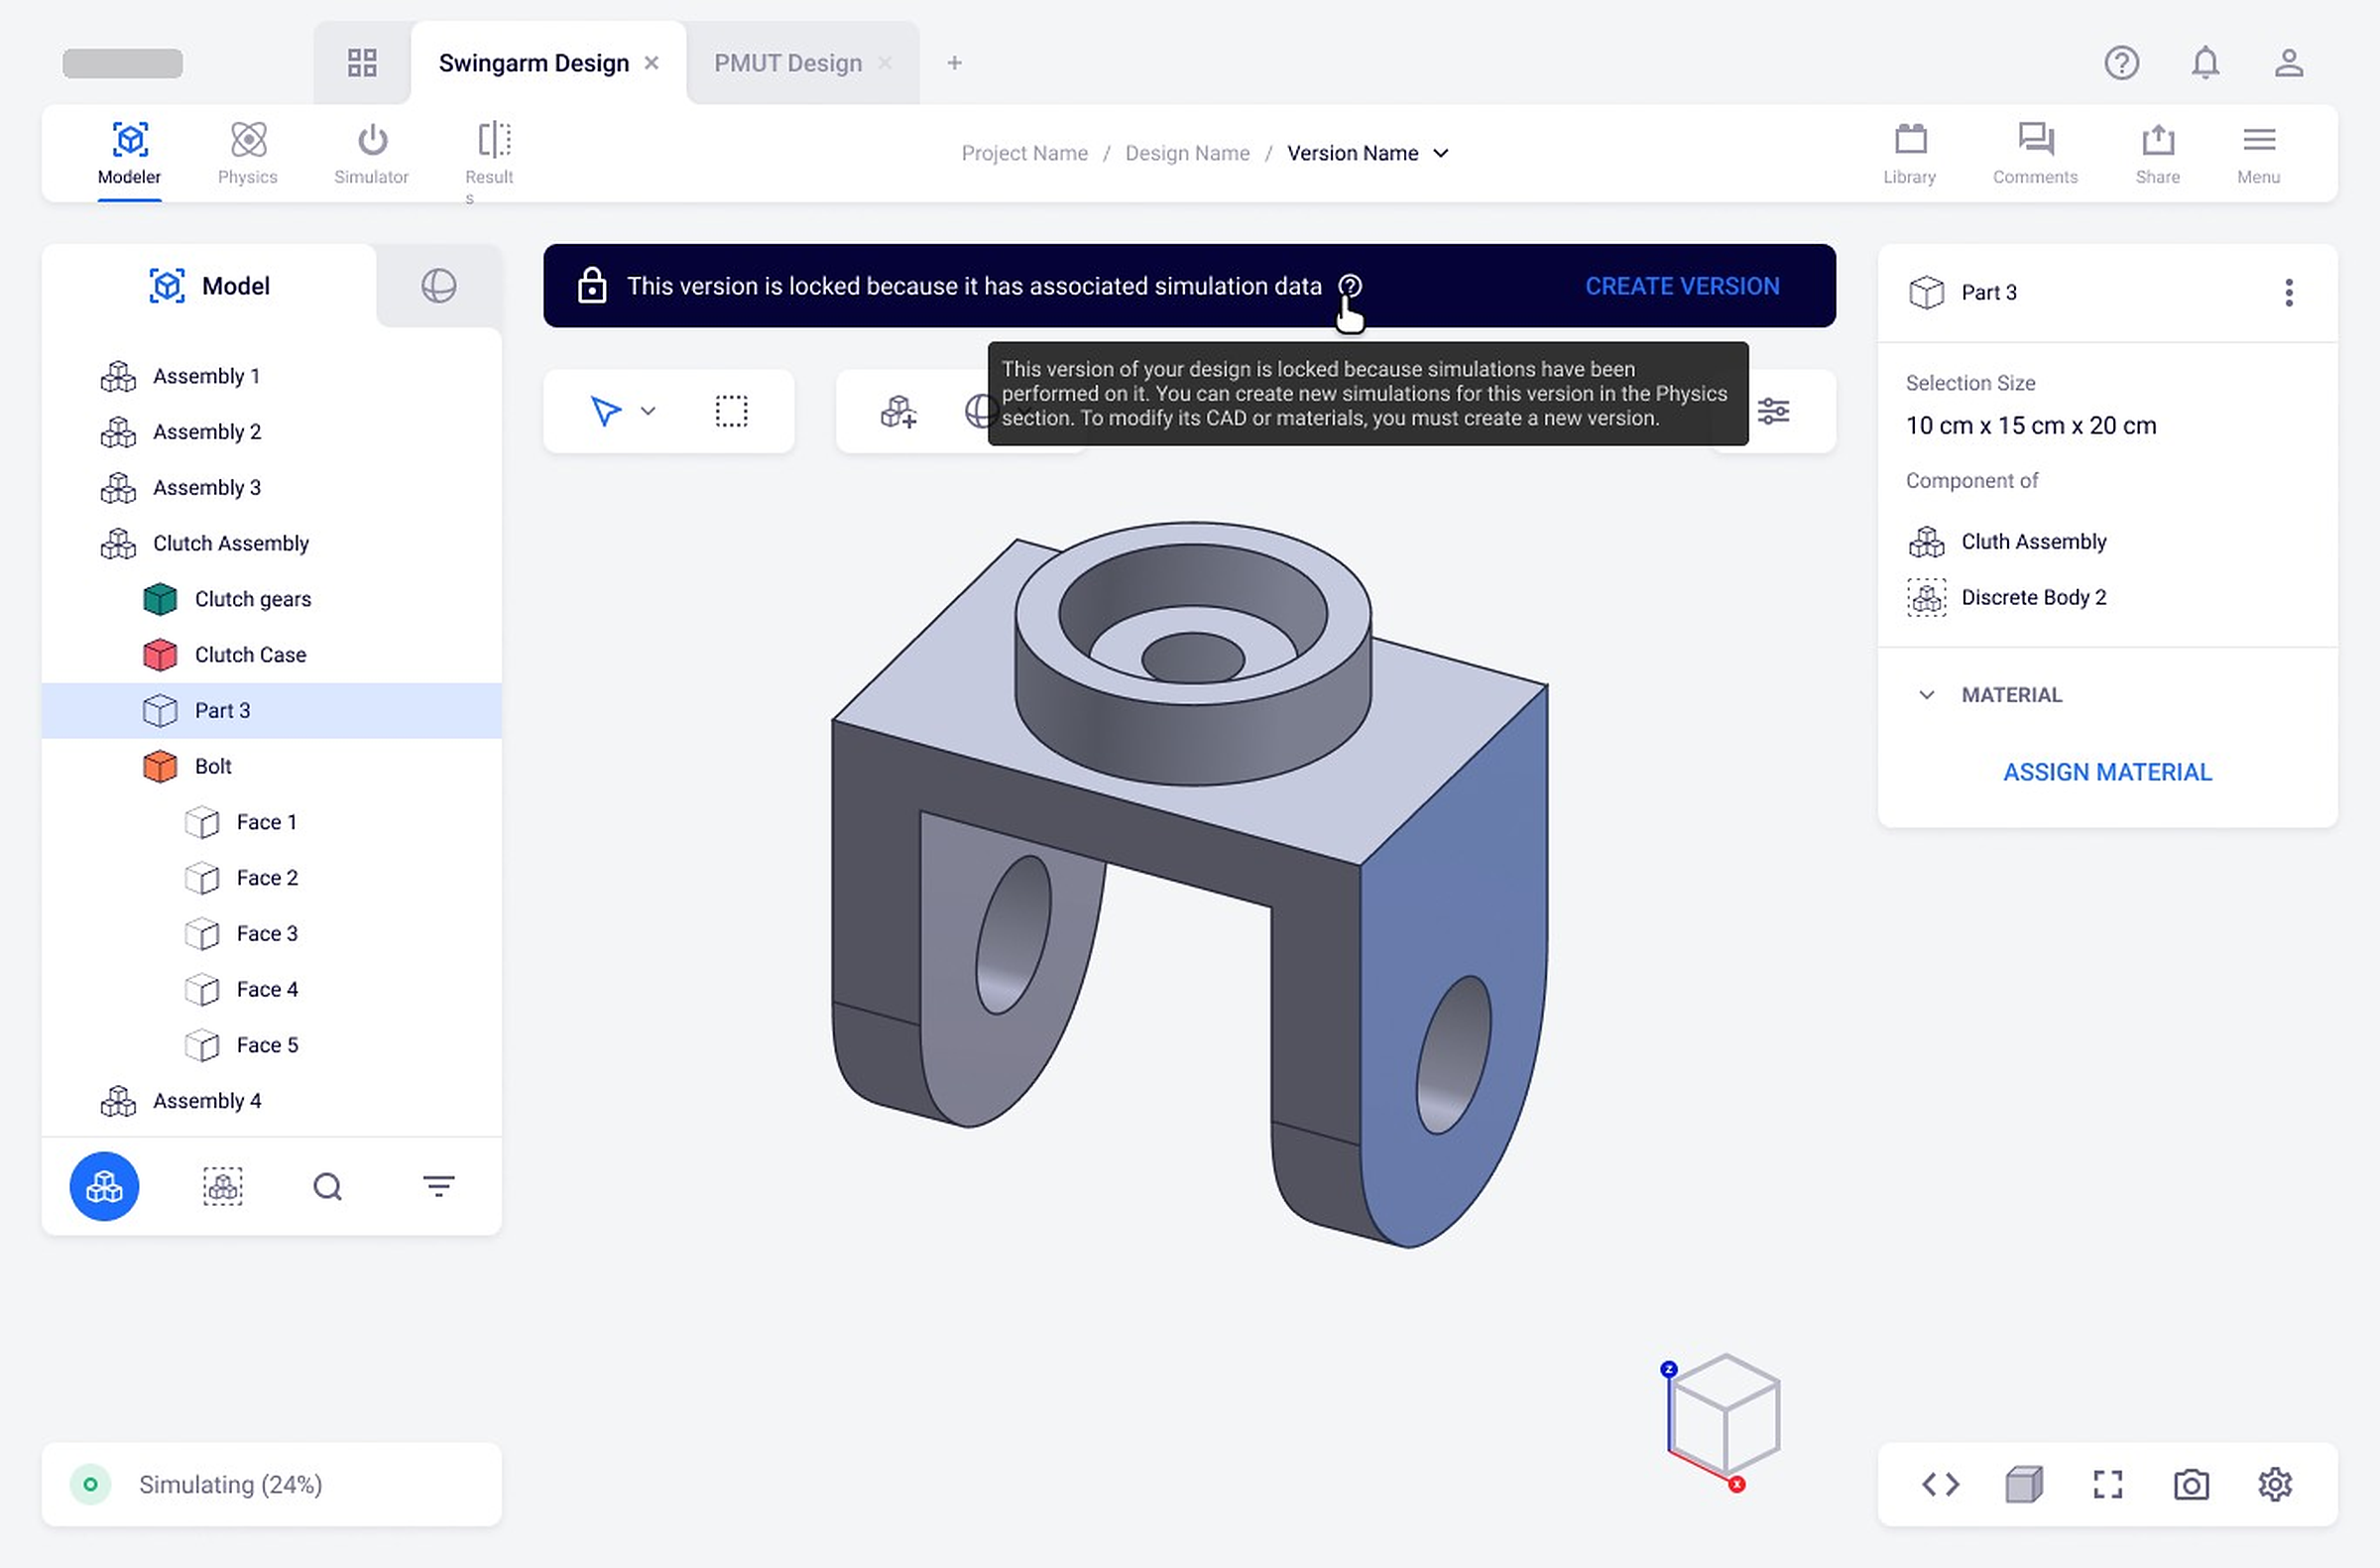 Swingarm Design
PMUT Design
Modeler
Physics
Simulator
Result
s
Project Name / Design Name / Version Name
Library
Comments
Share
Menu
Model
Assembly 1
Assembly 2
Assembly 3
Clutch Assembly
Clutch gears
Clutch Case
Part 3
Bolt
Face 1
Face 2
Face 3
Face 4
Face 5
Assembly 4
Simulating (24%)
This version is locked because it has associated simulation data
CREATE VERSION
This version of your design is locked because simulations have been
performed on it. You can create new simulations for this version in the Physics
section. To modify its CAD or materials, you must create a new version.
Z
X
Part 3
Selection Size
10 cm x 15 cm x 20 cm
Component of
Cluth Assembly
Discrete Body 2
MATERIAL
ASSIGN MATERIAL